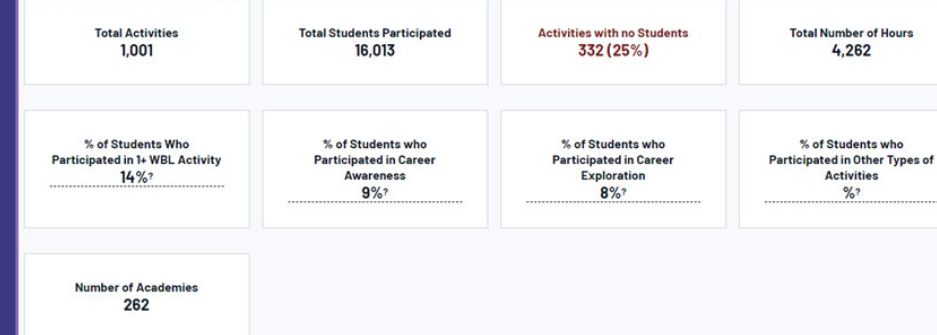 Total Activities
1,001
Total Students Participated
16,013
Activities with no Students
332 (25%)
Total Number of Hours
4,262
% of Students Who
Participated in 1+ WBL Activity
14%?
% of Students who
Participated in Career
Awareness
9%?
% of Students who
Participated in Career
Exploration
8%?
% of Students who
Participated in Other Types of
Activities
%?
Number of Academies
262